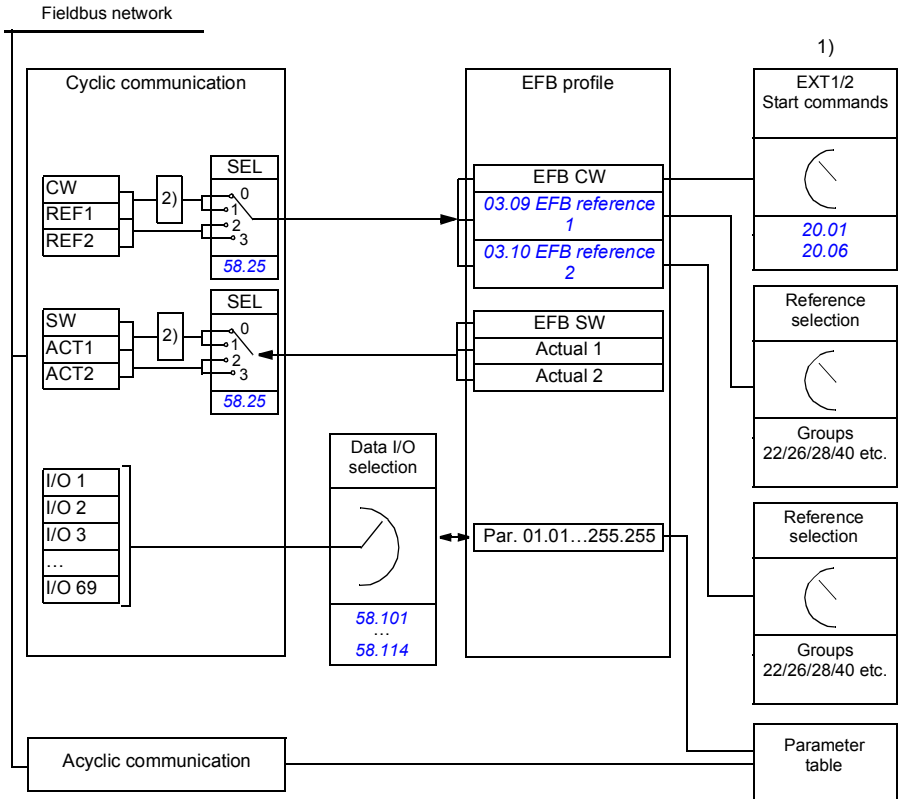 Fieldbus network
1)
Cyclic communication
EFB profile
EXT1/2
Start commands
SEL
CW
REF1
REF2
2)
0
1
2
3
58.25
EFB CW
03.09 EFB reference
1
03.10 EFB reference
2
20.01
20.06
SEL
SW
ACT1
ACT2
2)
0
1
2
3
58.25
EFB SW
Actual 1
Actual 2
Reference
selection
Groups
22/26/28/40 etc.
Data I/O
selection
I/O 1
I/O 2
I/O 3
...
I/O 69
58.101
...
58.114
Par. 01.01…255.255
Reference
selection
Groups
22/26/28/40 etc.
Acyclic communication
Parameter
table